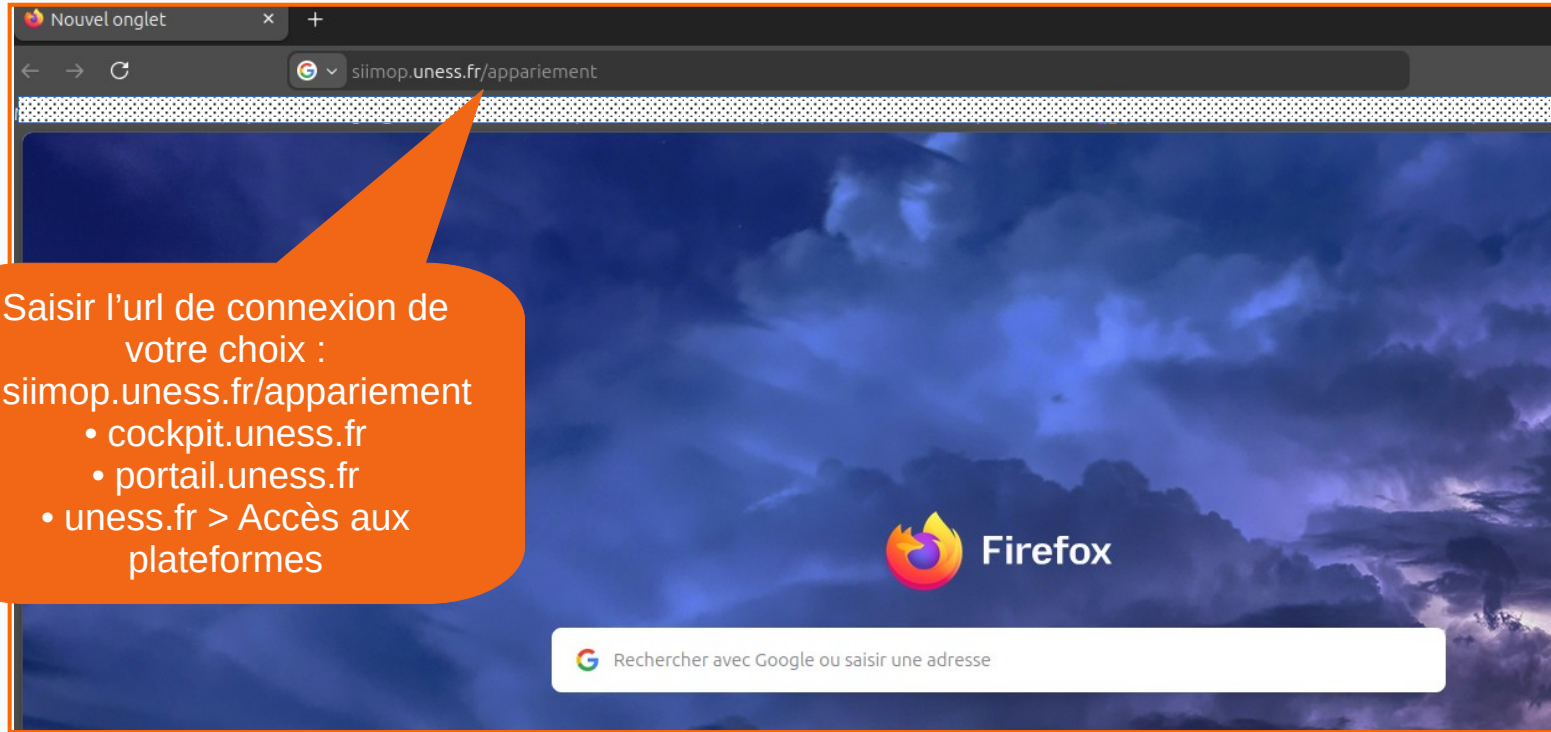 Nouvel onglet
siimop.uness.fr/appariement
Saisir l’url de connexion de
votre choix :
siimop.uness.fr/appariement
• cockpit.uness.fr
• portail.uness.fr
• uness.fr > Accès aux
plateformes
Firefox
Rechercher avec Google ou saisir une adresse